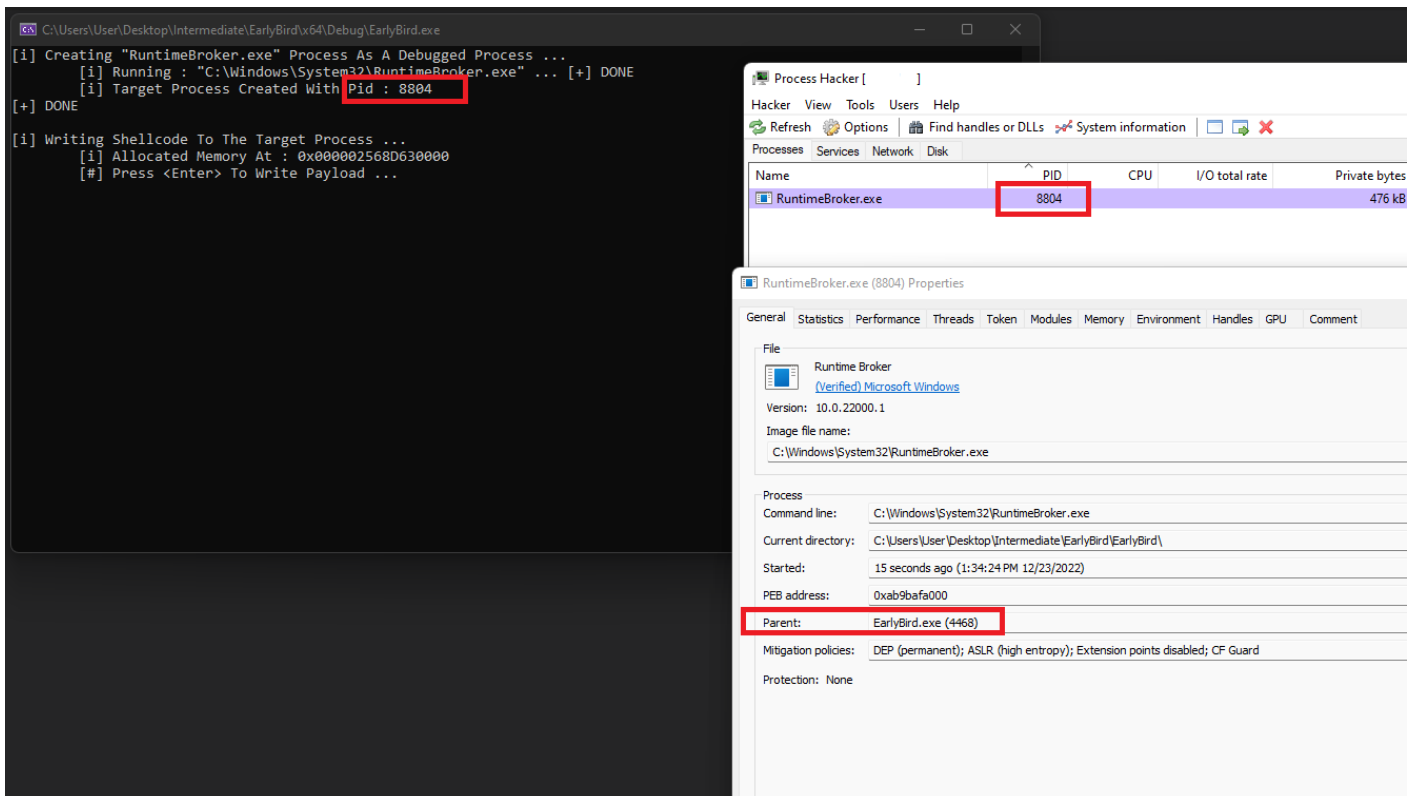 C:\Users\User\Desktop\Intermediate\EarlyBird\x64\Debug\EarlyBird.exe
[i] Creating "RuntimeBroker.exe" Process As A Debugged Process ...
[i] Running : "C:\Windows\System32\RuntimeBroker.exe" ... [+] DONE
[i] Target Process Created With Pid : 8804
[+] DONE
[i] Writing Shellcode To The Target Process ...
[i] Allocated Memory At : 0x000002568D630000
[#] Press <Enter> To Write Payload ...
Process Hacker [ ]
Hacker View Tools Users Help
Refresh Options Find handles or DLLs System information
Processes Services Network Disk
Name PID CPU I/O total rate Private bytes
RuntimeBroker.exe 8804 476 kB
RuntimeBroker.exe (8804) Properties
General Statistics Performance Threads Token Modules Memory Environment Handles GPU Comment
File
Runtime Broker
(Verified) Microsoft Windows
Version: 10.0.22000.1
Image file name:
C:\Windows\System32\RuntimeBroker.exe
Process
Command line: C:\Windows\System32\RuntimeBroker.exe
Current directory: C:\Users\User\Desktop\Intermediate\EarlyBird\EarlyBird\
Started: 15 seconds ago (1:34:24 PM 12/23/2022)
PEB address: 0xab9bafa000
Parent: EarlyBird.exe (4468)
Mitigation policies: DEP (permanent); ASLR (high entropy); Extension points disabled; CF Guard
Protection: None